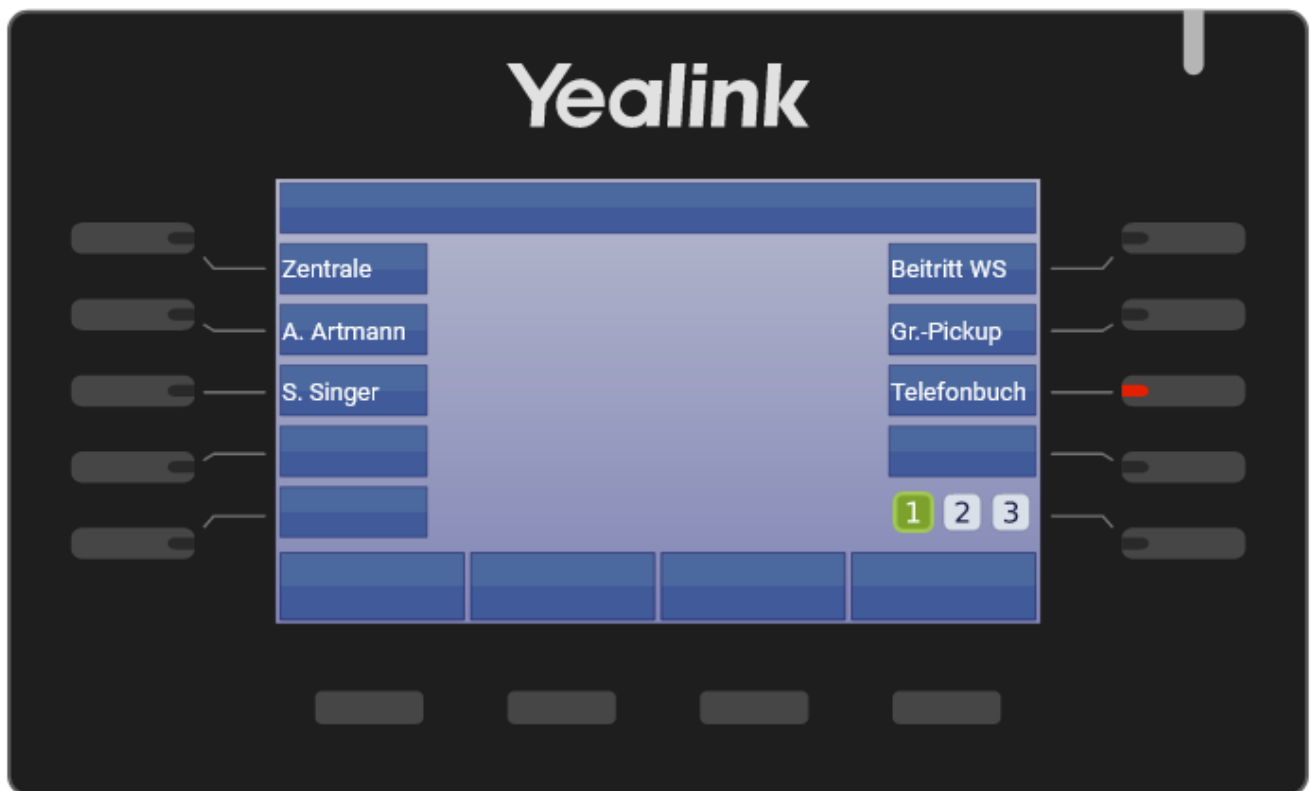 Yealink
Zentrale
Beitritt WS
A. Artmann
Gr.-Pickup
S. Singer
Telefonbuch
1 2 3